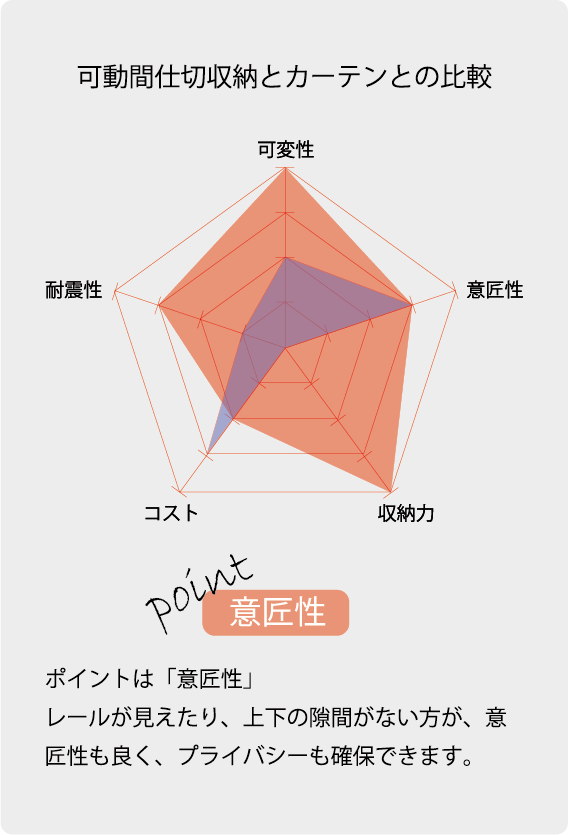 可動間仕切収納とカーテンとの比較
可変性
耐震性
意匠性
コスト
収納力
point
意匠性
ポイントは「意匠性」
レールが見えたり、上下の隙間がない方が、意
匠性も良く、プライバシーも確保できます。